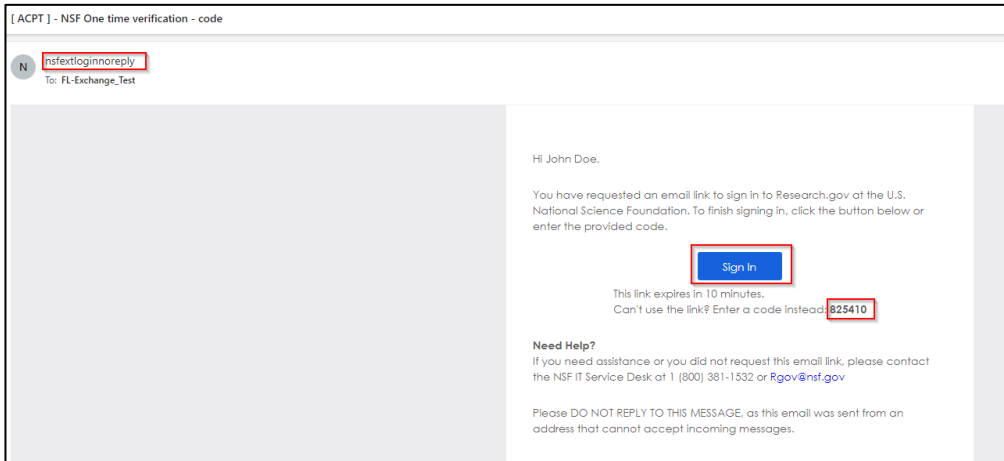 [ ACPT ] - NSF One time verification - code
N
nsfextloginnoreply
To: FL-Exchange_Test
Hi John Doe,
You have requested an email link to sign in to Research.gov at the U.S.
National Science Foundation. To finish signing in, click the button below or
enter the provided code.
Sign In
This link expires in 10 minutes.
Can't use the link? Enter a code instead: 825410
Need Help?
If you need assistance or you did not request this email link, please contact
the NSF IT Service Desk at 1 (800) 381-1532 or Rgov@nsf.gov
Please DO NOT REPLY TO THIS MESSAGE, as this email was sent from an
address that cannot accept incoming messages.